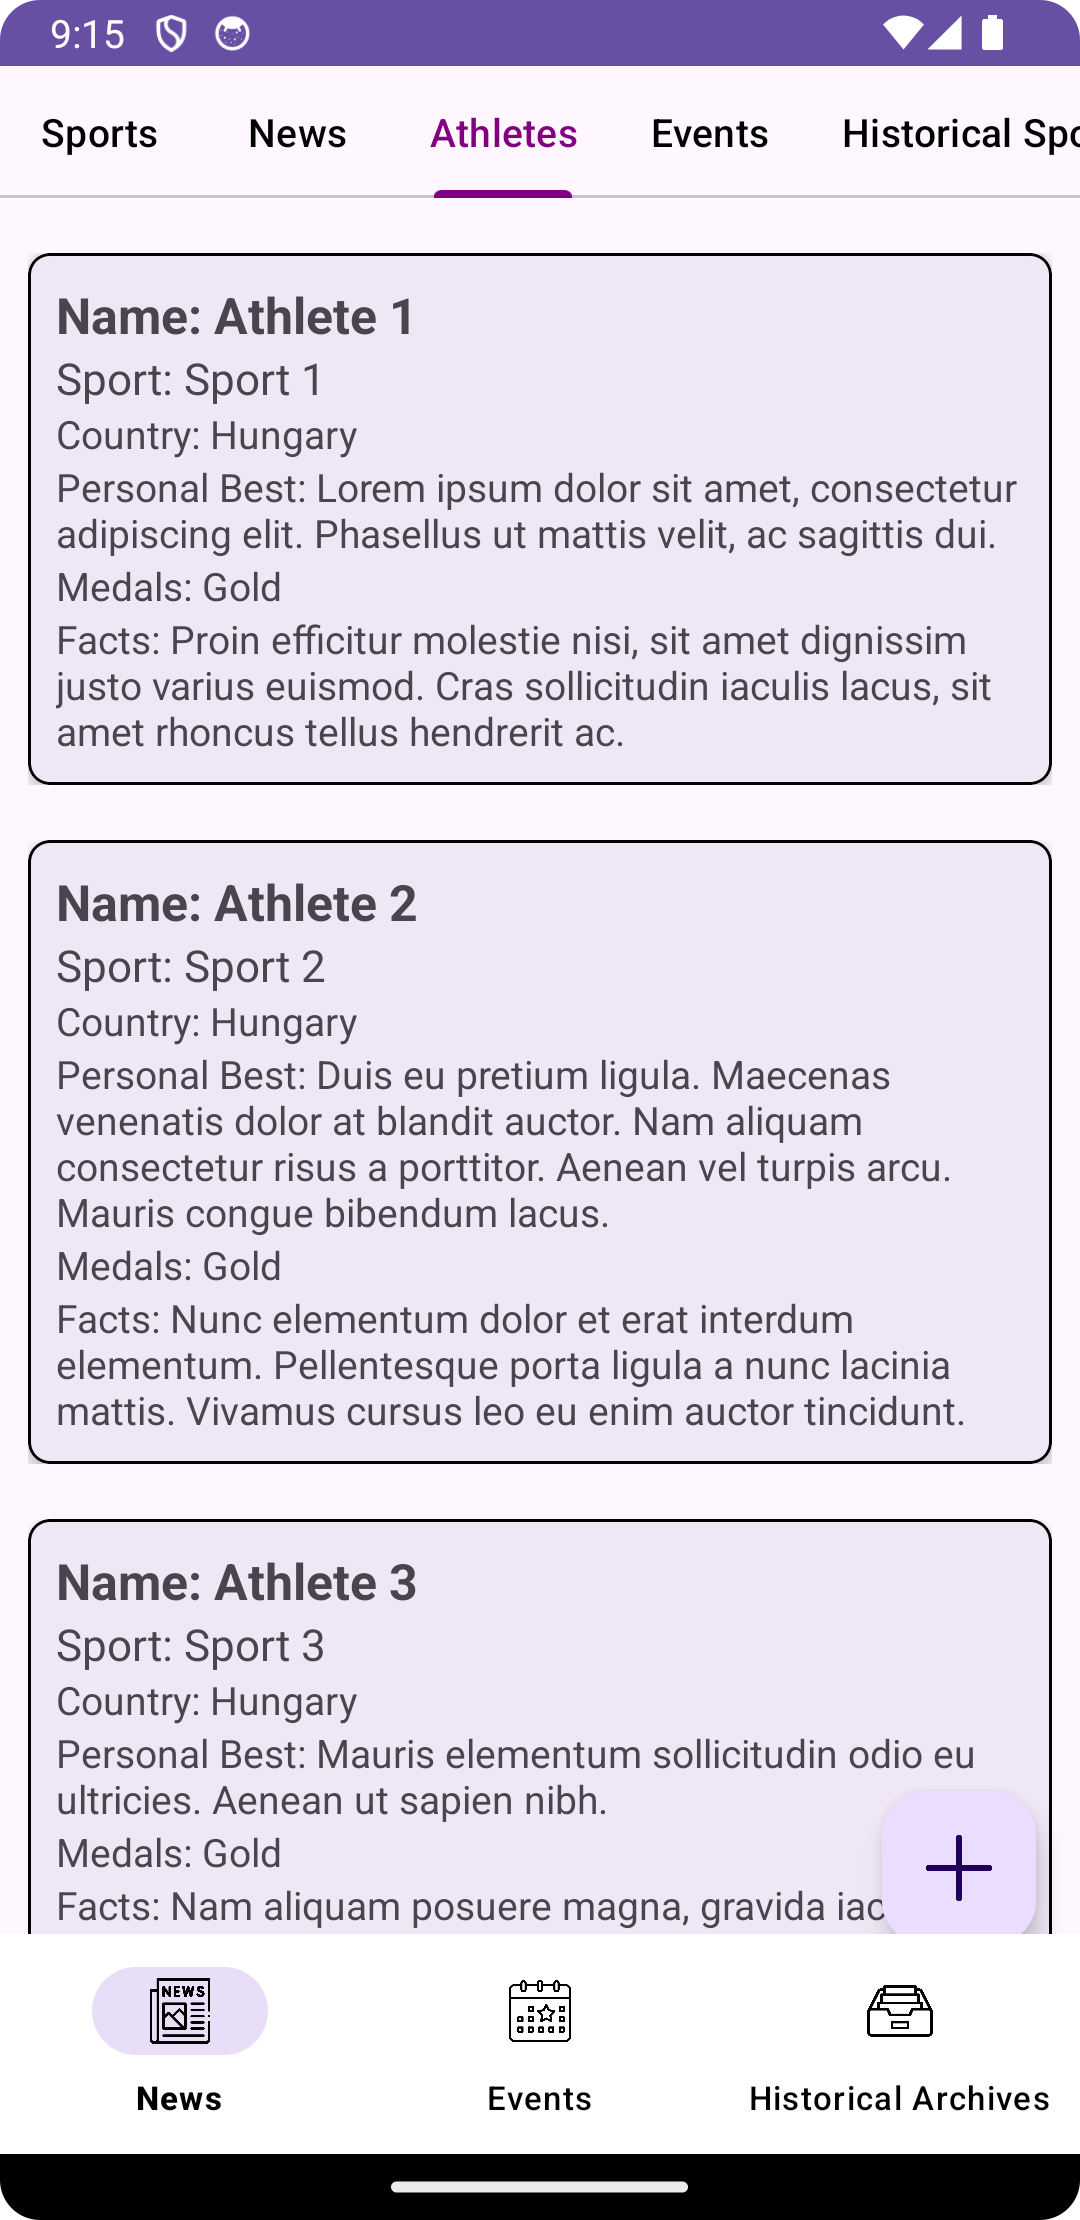 9:15
Sports
News
Athletes
Events
Historical Spo
Name: Athlete 1
Sport: Sport 1
Country: Hungary
Personal Best: Lorem ipsum dolor sit amet, consectetur
adipiscing elit. Phasellus ut mattis velit, ac sagittis dui.
Medals: Gold
Facts: Proin efficitur molestie nisi, sit amet dignissim
justo varius euismod. Cras sollicitudin iaculis lacus, sit
amet rhoncus tellus hendrerit ac.
Name: Athlete 2
Sport: Sport 2
Country: Hungary
Personal Best: Duis eu pretium ligula. Maecenas
venenatis dolor at blandit auctor. Nam aliquam
consectetur risus a porttitor. Aenean vel turpis arcu.
Mauris congue bibendum lacus.
Medals: Gold
Facts: Nunc elementum dolor et erat interdum
elementum. Pellentesque porta ligula a nunc lacinia
mattis. Vivamus cursus leo eu enim auctor tincidunt.
Name: Athlete 3
Sport: Sport 3
Country: Hungary
Personal Best: Mauris elementum sollicitudin odio eu
ultricies. Aenean ut sapien nibh.
Medals: Gold
Facts: Nam aliquam posuere magna, gravida iac
NEWS
News
Events
Historical Archives